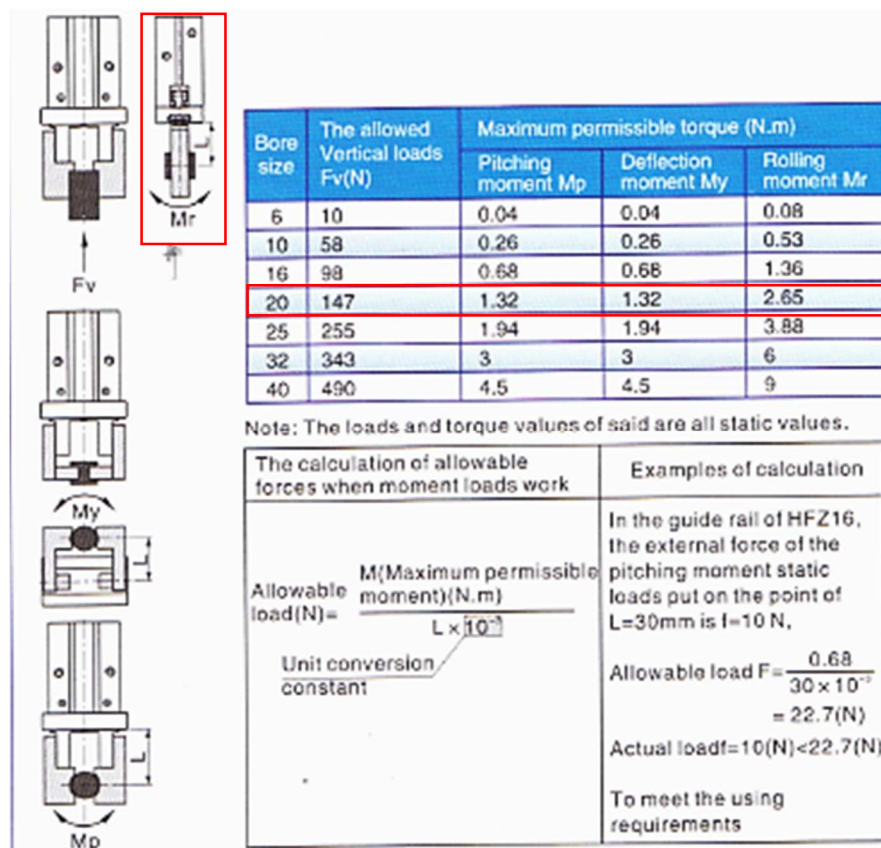 L
Mr
Fv
My
L
L
Mp
Bore size
The allowed Vertical loads Fv(N)
Maximum permissible torque (N.m)
Pitching moment Mp
Deflection moment My
Rolling moment Mr
6 10 0.04 0.04 0.08
10 58 0.26 0.26 0.53
16 98 0.68 0.68 1.36
20 147 1.32 1.32 2.65
25 255 1.94 1.94 3.88
32 343 3 3 6
40 490 4.5 4.5 9
Note: The loads and torque values of said are all static values.
The calculation of allowable
forces when moment loads work
Allowable load(N)=
M(Maximum permissible
moment)(N.m)
L × 10⁻³
Unit conversion
constant
Examples of calculation
In the guide rail of HFZ16,
the external force of the
pitching moment static
loads put on the point of
L=30mm is f=10 N,
Allowable load F= 0.68
30 × 10⁻³
= 22.7(N)
Actual loadf=10(N)<22.7(N)
To meet the using
requirements